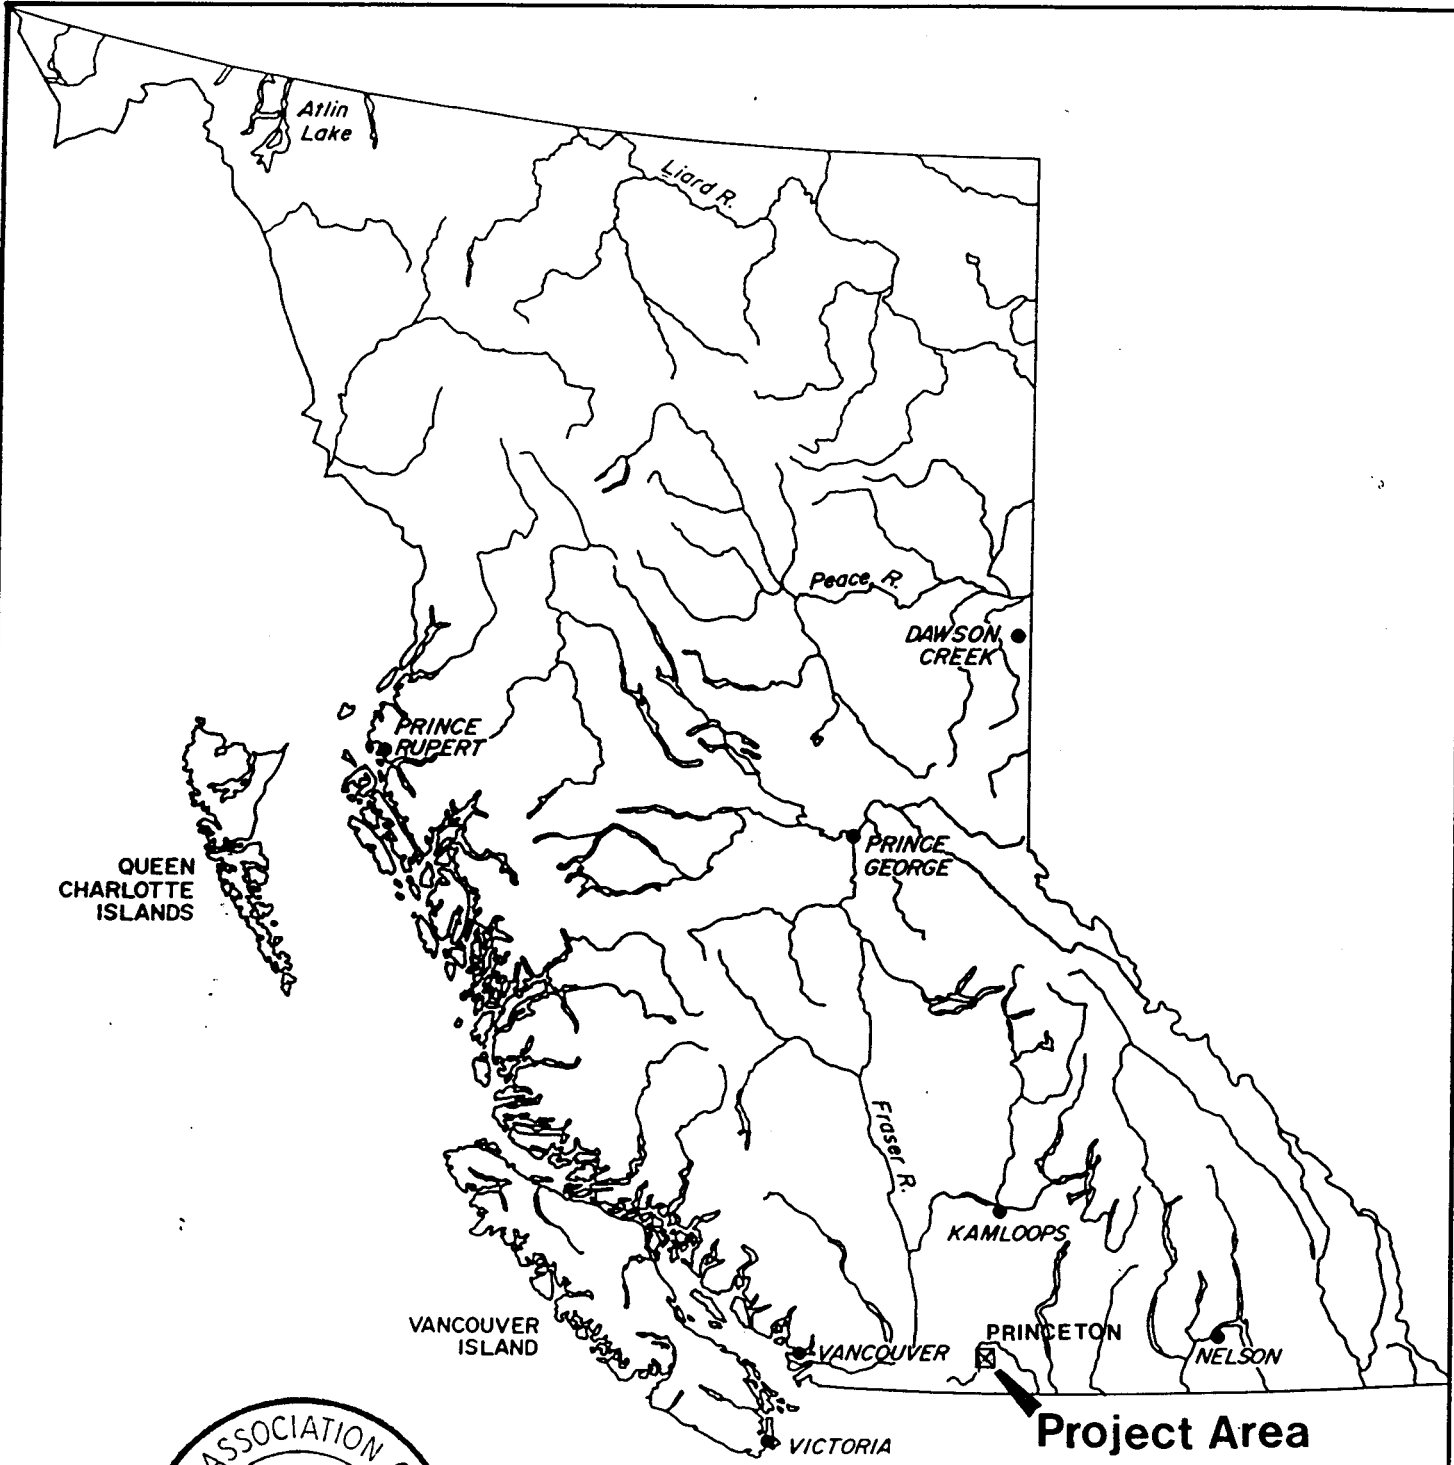 Atlin
Lake
Liard R.
Peace R.
DAWSON
CREEK
PRINCE
RUPERT
PRINCE
GEORGE
QUEEN
CHARLOTTE
ISLANDS
Fraser R.
KAMLOOPS
VANCOUVER
ISLAND
PRINCETON
VANCOUVER
NELSON
Project Area
VICTORIA
ASSOCIATION